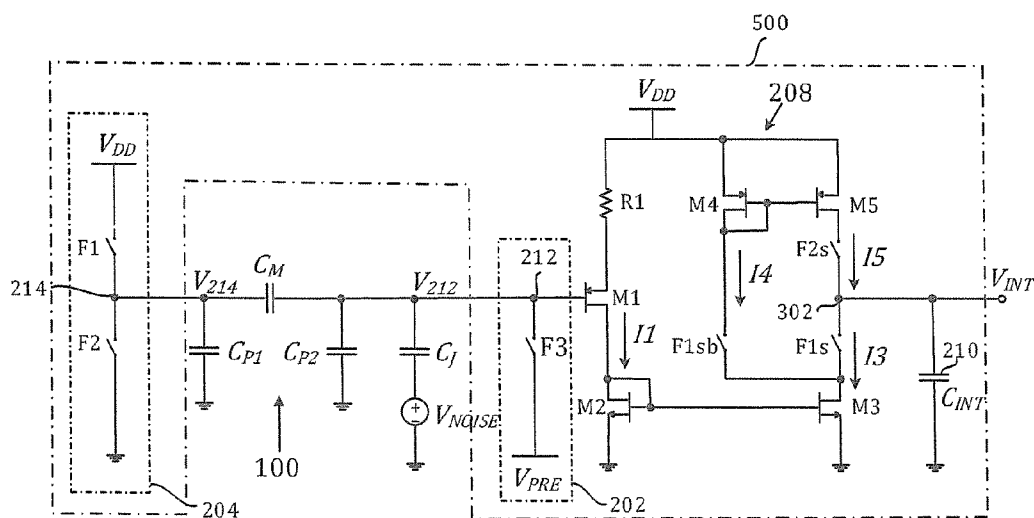 500
V_DD
208
V_DD
R1
M4
M5
F1
F2s
I5
214
V_214
C_M
V_212
212
M1
I4
302
V_INT
F2
C_P1
C_P2
C_J
F3
I1
F1sb
F1s
I3
210
C_INT
M2
M3
V_NOISE
100
V_PRE
204
202